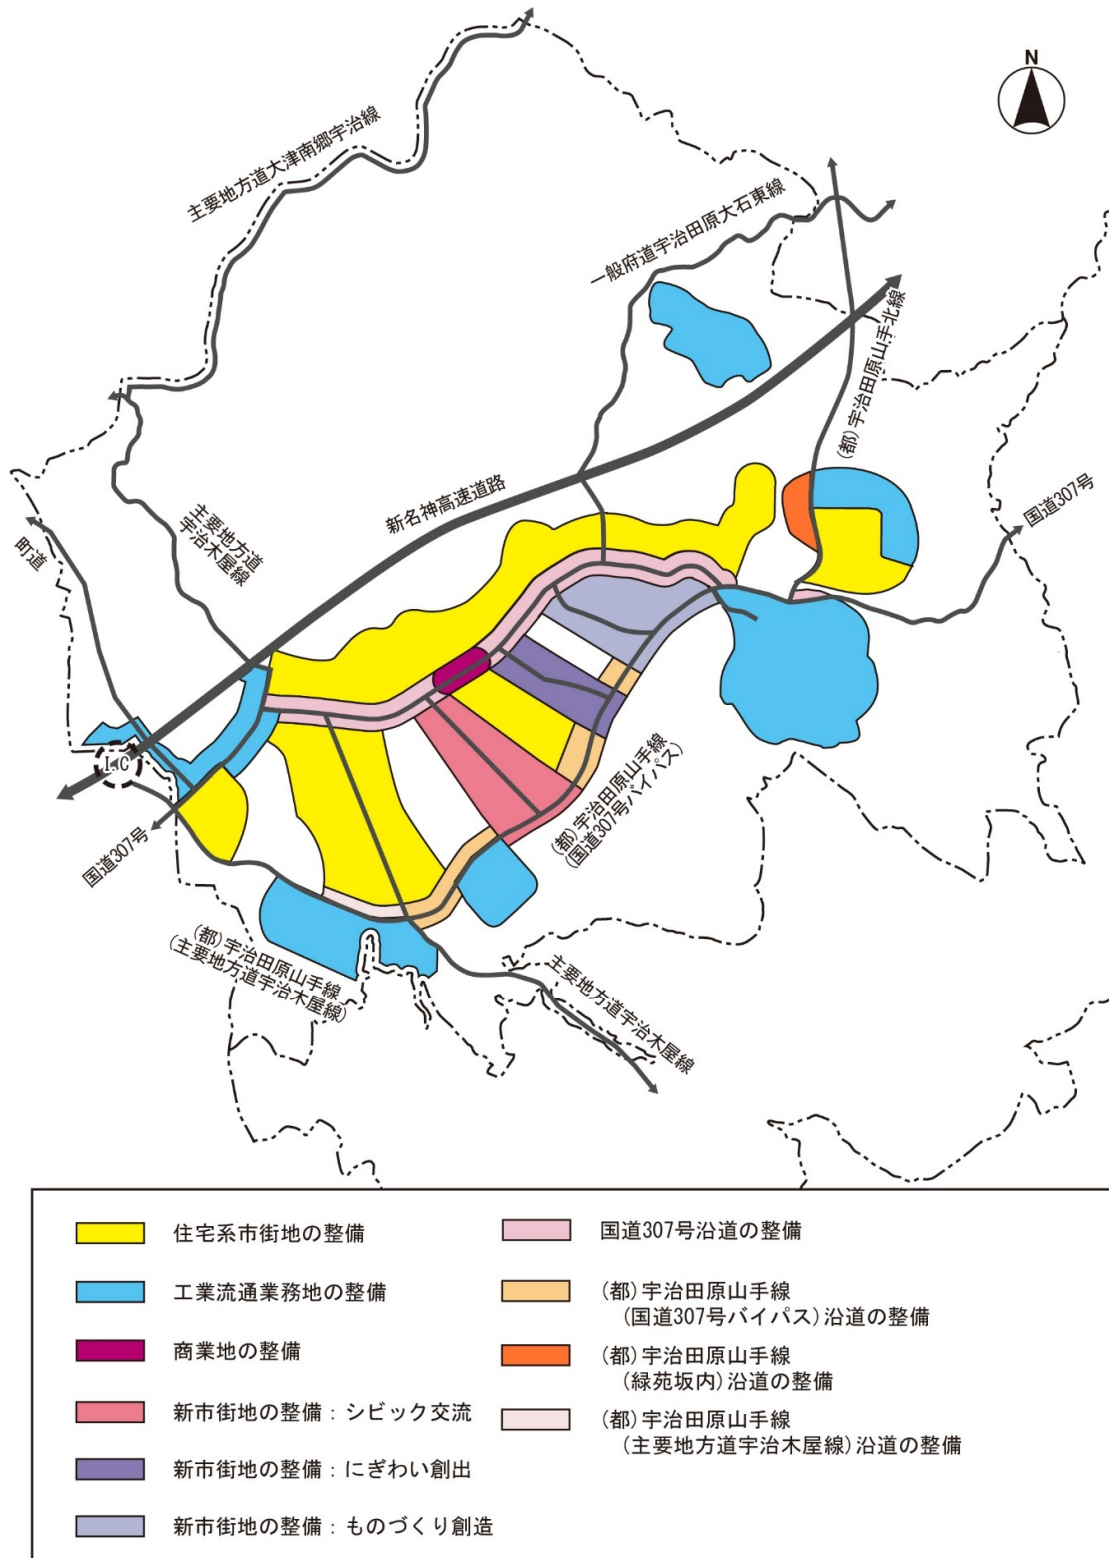 N
主要地方道大津南郷宇治線
一般府道宇治田原大石東線
(都)宇治田原山手北線
新名神高速道路
国道307号
主要地方道
宇治木屋線
町道
I.C
国道307号
(都)宇治田原山手線
(国道307号バイパス)
(都)宇治田原山手線
(主要地方道宇治木屋線)
主要地方道宇治木屋線
住宅系市街地の整備
工業流通業務地の整備
商業地の整備
新市街地の整備：シビック交流
新市街地の整備：にぎわい創出
新市街地の整備：ものづくり創造
国道307号沿道の整備
(都)宇治田原山手線
(国道307号バイパス)沿道の整備
(都)宇治田原山手線
(緑苑坂内)沿道の整備
(都)宇治田原山手線
(主要地方道宇治木屋線)沿道の整備